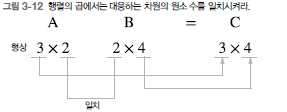 그림 3-12 행렬의 곱에서는 대응하는 차원의 원소 수를 일치시켜라.
A B = C
형상 3 × 2 2 × 4 3 × 4
일치